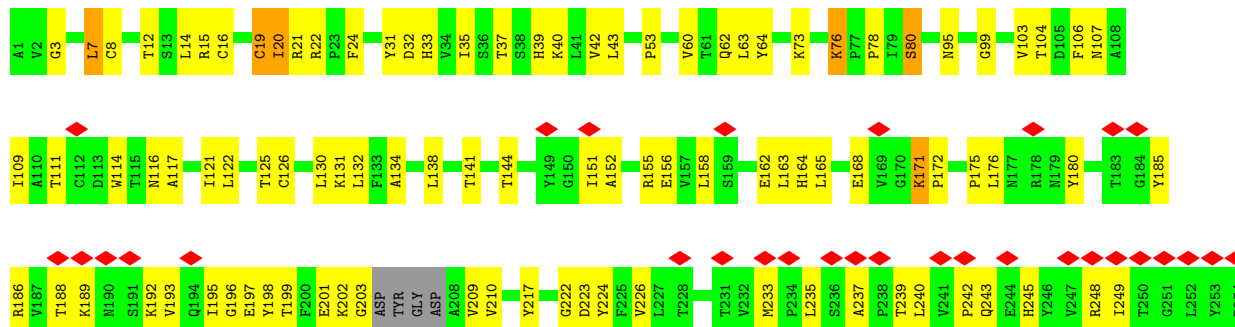 A1 V2 G3 L7 C8 T12 S13 L14 R15 C16 C19 I20 R21 R22 P23 F24 Y31 D32 H33 V34 I35 S36 T37 S38 H39 K40 L41 V42 L43 P53 V60 T61 Q62 L63 Y64 K73 K76 P77 P78 I79 S80 N95 G99 V103 T104 D105 F106 N107 A108
I109 A110 T111 C112 D113 W114 T115 N116 A117 I121 L122 T125 C126 L130 K131 L132 F133 A134 L138 T141 T144 Y149 G150 I151 A152 R155 E156 V157 L158 S159 E162 L163 H164 L165 E168 V169 G170 K171 P172 P175 L176 N177 R178 N179 Y180 T183 G184 Y185
R186 V187 T188 K189 N190 S191 K192 V193 Q194 I195 G196 E197 Y198 T199 F200 E201 K202 G203 ASP TYR GLY ASP A208 V209 V210 Y217 G222 D223 Y224 F225 V226 L227 T228 T231 V232 M233 P234 L235 S236 A237 P238 T239 L240 V241 P242 Q243 E244 H245 Y246 V247 R248 I249 T250 G251 L252 Y253